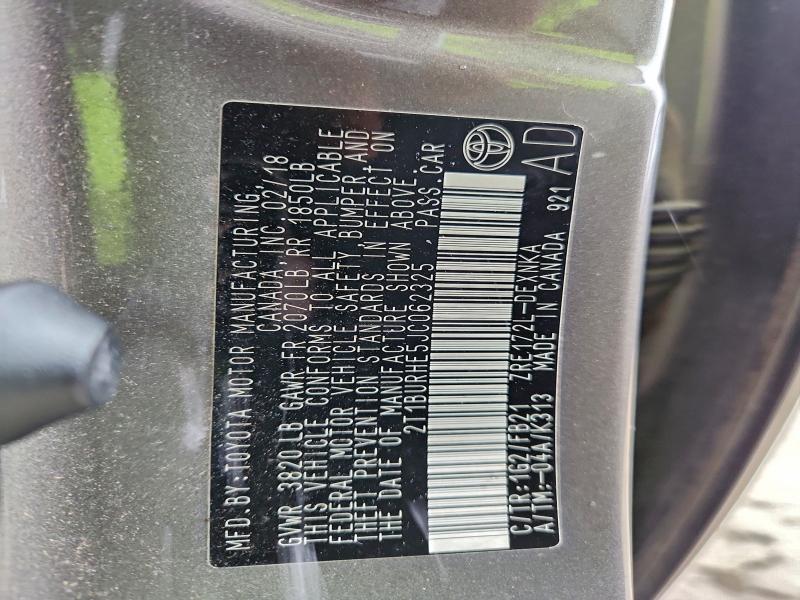 MFD.BY:TOYOTA MOTOR MANUFACTURING,
CANADA INC. 02/18
GVWR 3820LB GAWR FR 2070LB RR 1850LB
THIS VEHICLE CONFORMS TO ALL APPLICABLE
FEDERAL MOTOR VEHICLE SAFETY, BUMPER, AND
THEFT PREVENTION STANDARDS IN EFFECT ON
THE DATE OF MANUFACTURE SHOWN ABOVE.
2T1BURHE5JC062325 , PASS.CAR
C/TR:1G3/FB21 ZRE172L-DEXNKA
A/TM:-04A/K313 MADE IN CANADA 921
AD